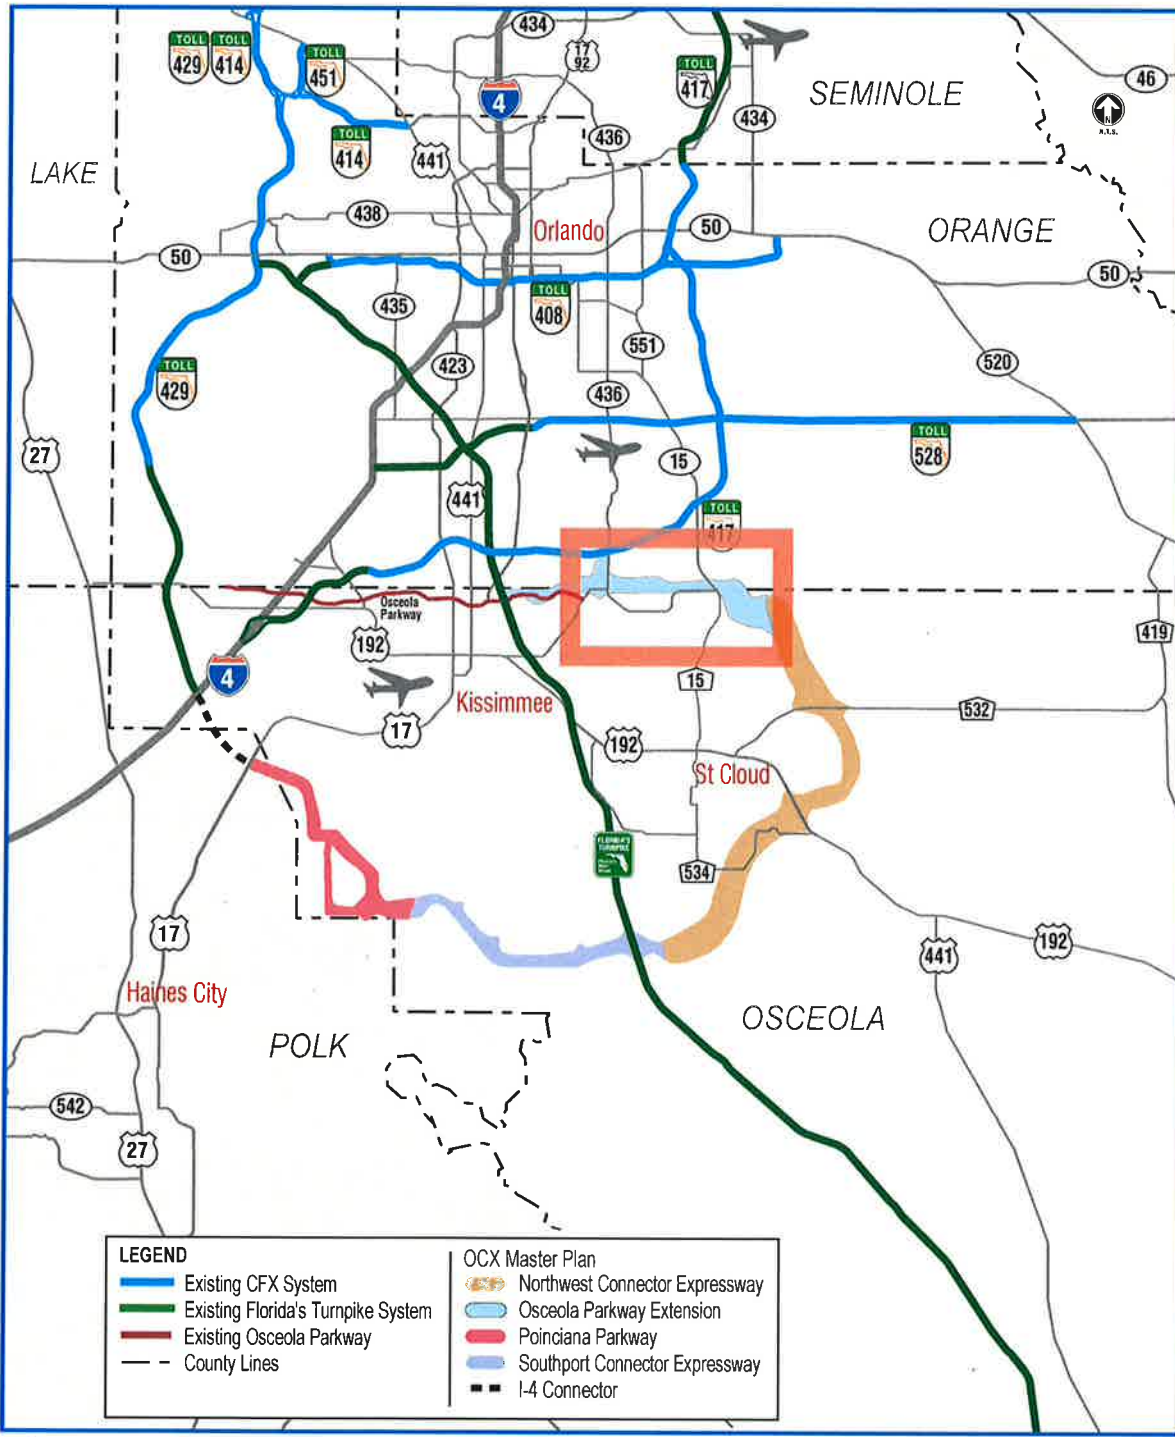 434
17
92
TOLL
429
TOLL
414
TOLL
451
TOLL
417
4
SEMINOLE
46
N
N.T.S.
434
436
TOLL
414
441
LAKE
438
Orlando
50
ORANGE
50
50
435
TOLL
408
551
423
520
TOLL
429
436
27
15
TOLL
528
441
TOLL
417
Osceola
Parkway
192
419
4
15
Kissimmee
17
532
192
St Cloud
FLORIDA'S
TURNPIKE
534
17
441
192
Haines City
OSCEOLA
POLK
542
27
LEGEND
Existing CFX System
Existing Florida's Turnpike System
Existing Osceola Parkway
County Lines
OCX Master Plan
Northwest Connector Expressway
Osceola Parkway Extension
Poinciana Parkway
Southport Connector Expressway
I-4 Connector